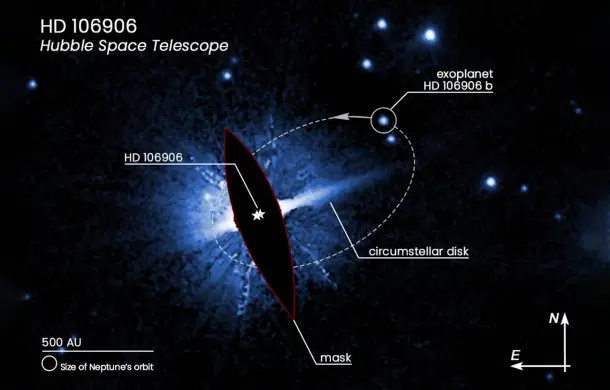 HD 106906
Hubble Space Telescope
exoplanet
HD 106906 b
HD 106906
circumstellar disk
500 AU
Size of Neptune's orbit
mask
N
E